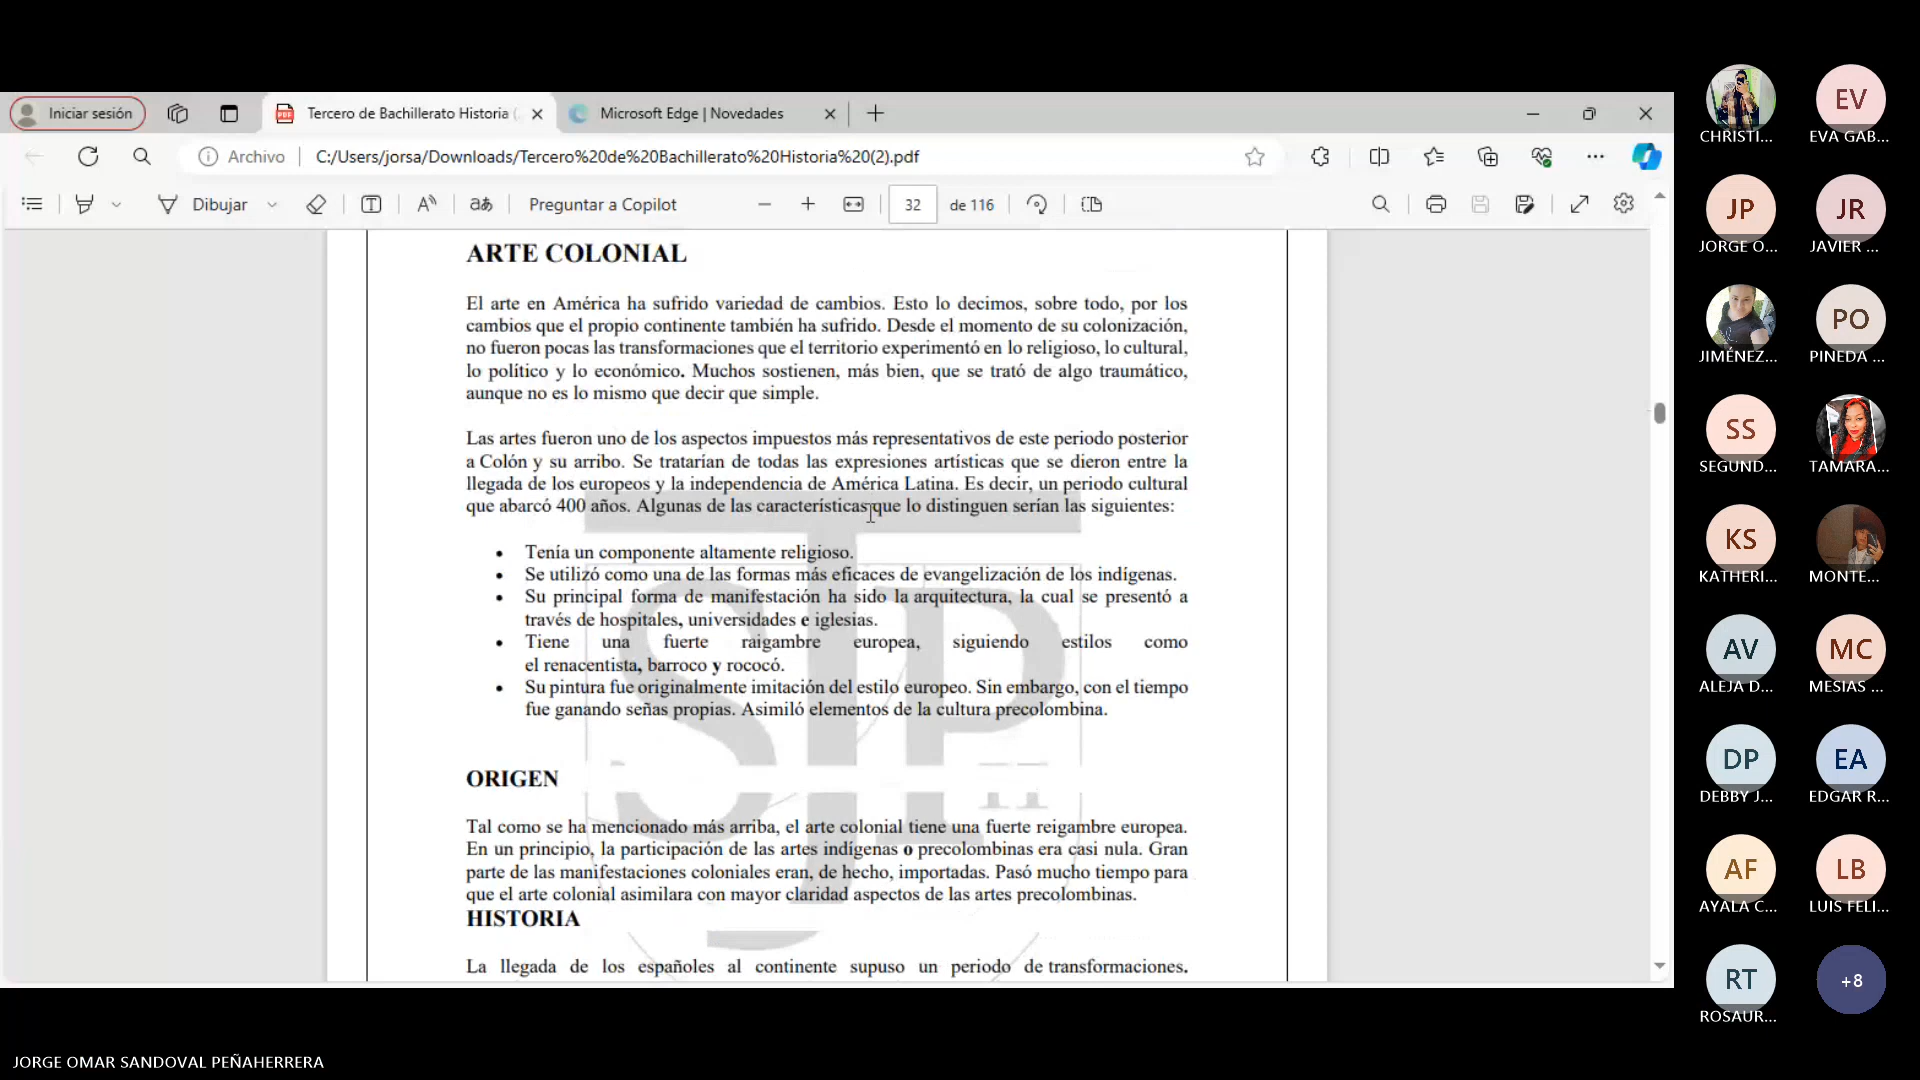 Iniciar sesión
Tercero de Bachillerato Historia (
Microsoft Edge | Novedades
Archivo
C:/Users/jorsa/Downloads/Tercero%20de%20Bachillerato%20Historia%20(2).pdf
Dibujar
aあ
Preguntar a Copilot
32
de 116
ARTE COLONIAL
El arte en América ha sufrido variedad de cambios. Esto lo decimos, sobre todo, por los
cambios que el propio continente también ha sufrido. Desde el momento de su colonización,
no fueron pocas las transformaciones que el territorio experimentó en lo religioso, lo cultural,
lo político y lo económico. Muchos sostienen, más bien, que se trató de algo traumático,
aunque no es lo mismo que decir que simple.
Las artes fueron uno de los aspectos impuestos más representativos de este periodo posterior
a Colón y su arribo. Se tratarían de todas las expresiones artísticas que se dieron entre la
llegada de los europeos y la independencia de América Latina. Es decir, un periodo cultural
que abarcó 400 años. Algunas de las características que lo distinguen serían las siguientes:
• Tenía un componente altamente religioso.
• Se utilizó como una de las formas más eficaces de evangelización de los indígenas.
• Su principal forma de manifestación ha sido la arquitectura, la cual se presentó a
través de hospitales, universidades e iglesias.
• Tiene una fuerte raigambre europea, siguiendo estilos como
el renacentista, barroco y rococó.
• Su pintura fue originalmente imitación del estilo europeo. Sin embargo, con el tiempo
fue ganando señas propias. Asimiló elementos de la cultura precolombina.
ORIGEN
Tal como se ha mencionado más arriba, el arte colonial tiene una fuerte reigambre europea.
En un principio, la participación de las artes indígenas o precolombinas era casi nula. Gran
parte de las manifestaciones coloniales eran, de hecho, importadas. Pasó mucho tiempo para
que el arte colonial asimilara con mayor claridad aspectos de las artes precolombinas.
HISTORIA
La llegada de los españoles al continente supuso un periodo de transformaciones.
CHRISTI...
EV
EVA GAB...
JP
JORGE O...
JR
JAVIER ...
JIMÉNEZ...
PO
PINEDA ...
SS
SEGUND...
TAMARA...
KS
KATHERI...
MONTE...
AV
ALEJA D...
MC
MESIAS ...
DP
DEBBY J...
EA
EDGAR R...
AF
AYALA C...
LB
LUIS FELI...
RT
ROSAUR...
+8
JORGE OMAR SANDOVAL PEÑAHERRERA